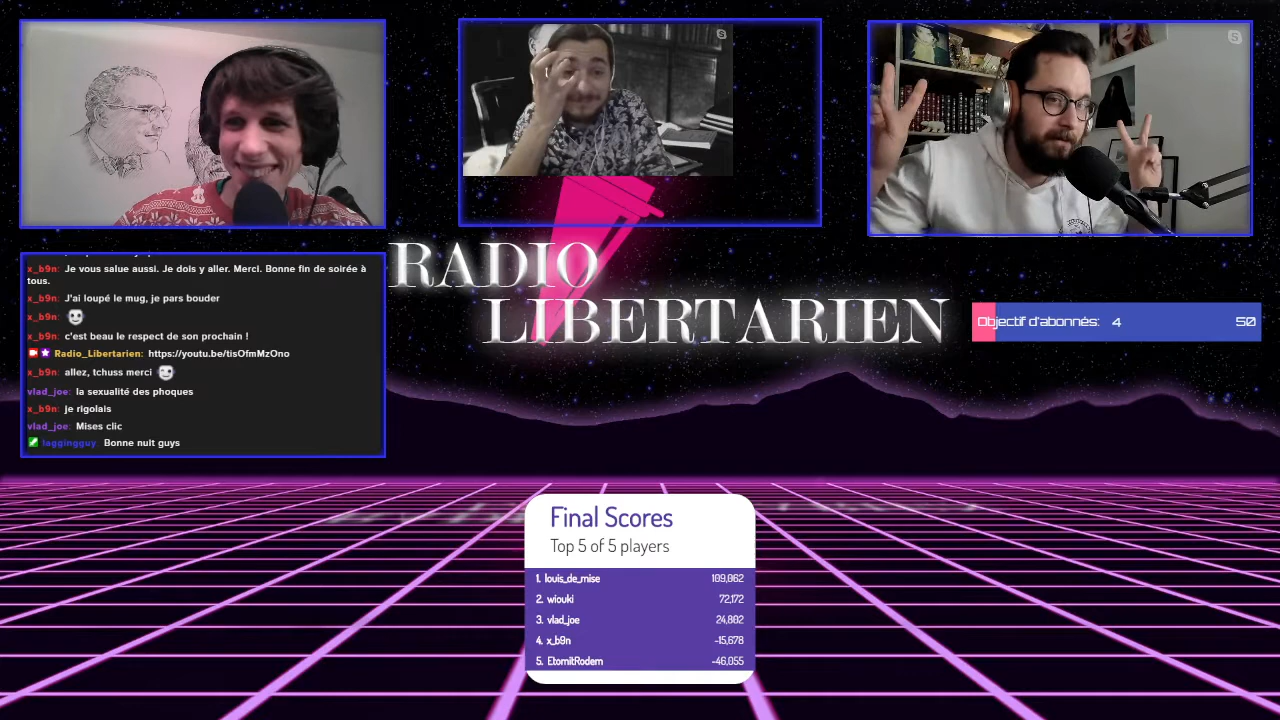 x_b9n: Je vous salue aussi. Je dois y aller. Merci. Bonne fin de soirée à
tous.
x_b9n: J'ai loupé le mug, je pars bouder
x_b9n:
x_b9n: c'est beau le respect de son prochain !
Radio_Libertarien: https://youtu.be/tisOfmMzOno
x_b9n: allez, tchuss merci
vlad_joe: la sexualité des phoques
x_b9n: je rigolais
vlad_joe: Mises clic
laggingguy: Bonne nuit guys
RADIO
LIBERTARIEN
Objectif d'abonnés: 4 50
Final Scores
Top 5 of 5 players
1. louis_de_mise 109,062
2. wiouki 72,172
3. vlad_joe 24,802
4. x_b9n -15,678
5. EtomitRodem -46,055